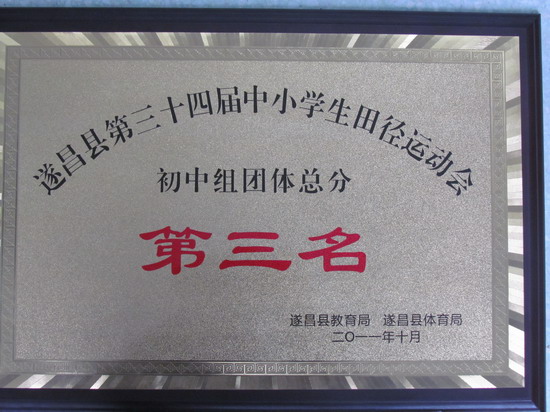 遂昌县第三十四届中小学生田径运动会
初中组团体总分
第三名
遂昌县教育局 遂昌县体育局
二〇一一年十月